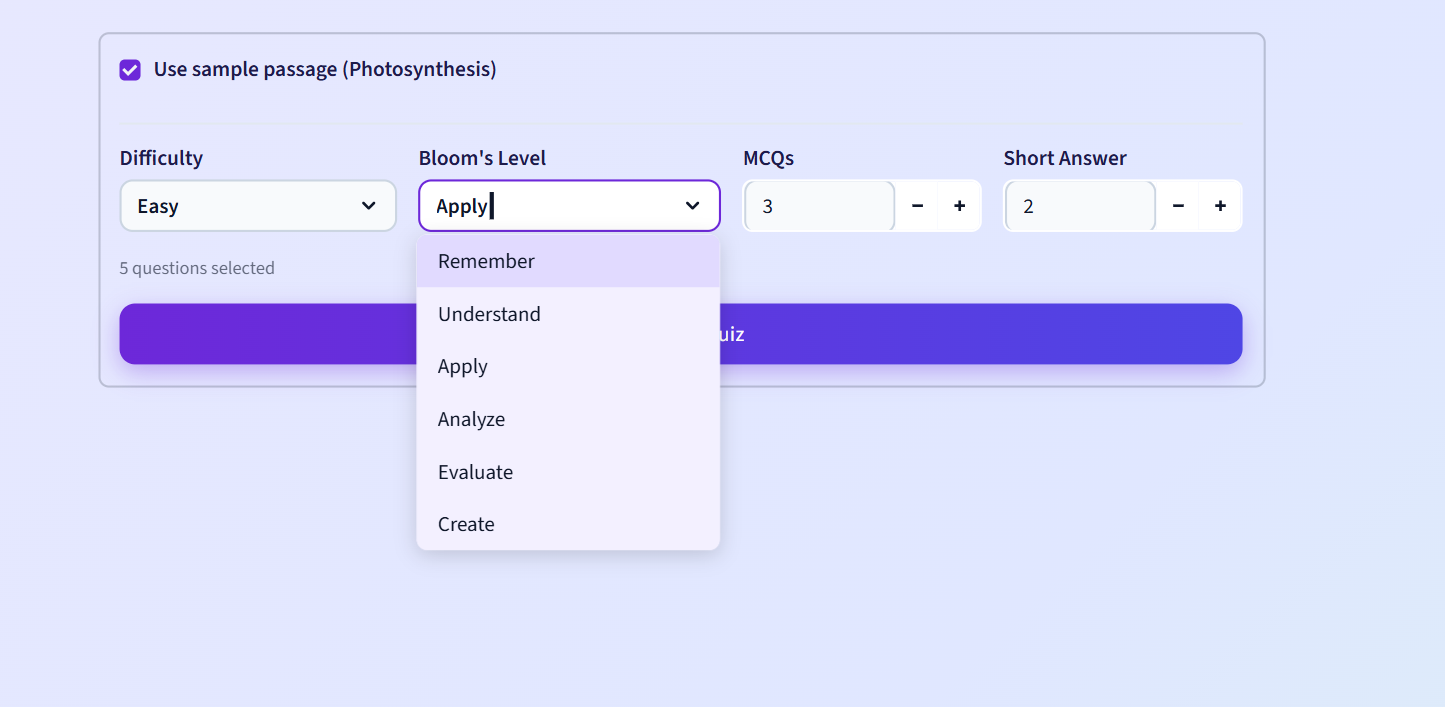 Use sample passage (Photosynthesis)
Difficulty
Bloom's Level
MCQs
Short Answer
Easy
Apply
3
−
+
2
−
+
5 questions selected
Remember
Understand
Apply
Analyze
Evaluate
Create